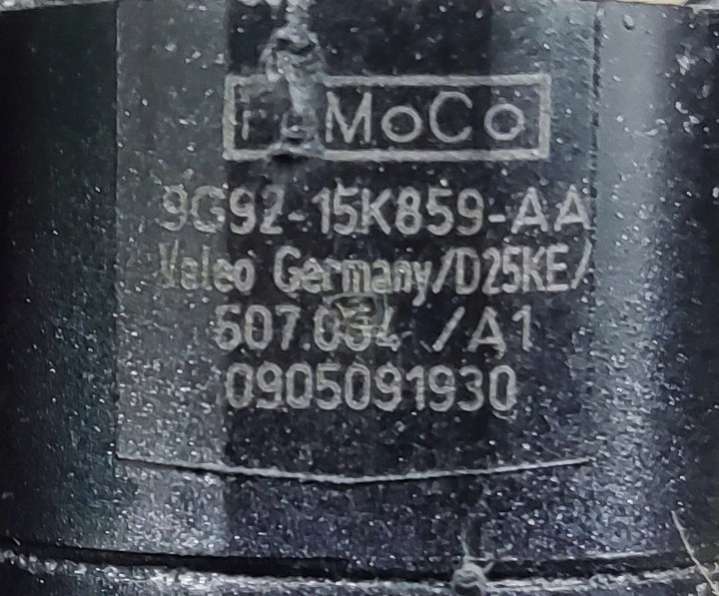 FoMoCo
9G92-15K859-AA
Valeo Germany/D25KE/
607.034 /A1
0905091930